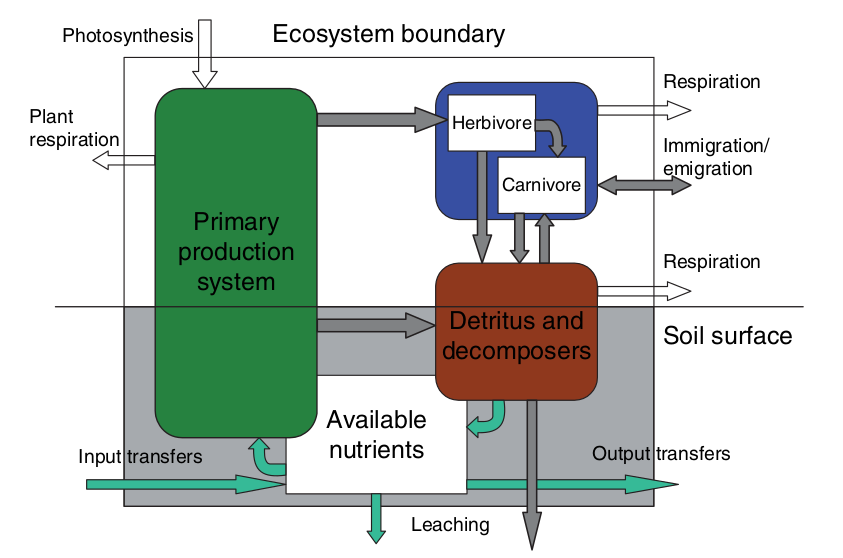 Photosynthesis
Ecosystem boundary
Plant
respiration
Respiration
Herbivore
Immigration/
emigration
Carnivore
Primary
production
system
Respiration
Detritus and
decomposers
Soil surface
Available
nutrients
Input transfers
Output transfers
Leaching